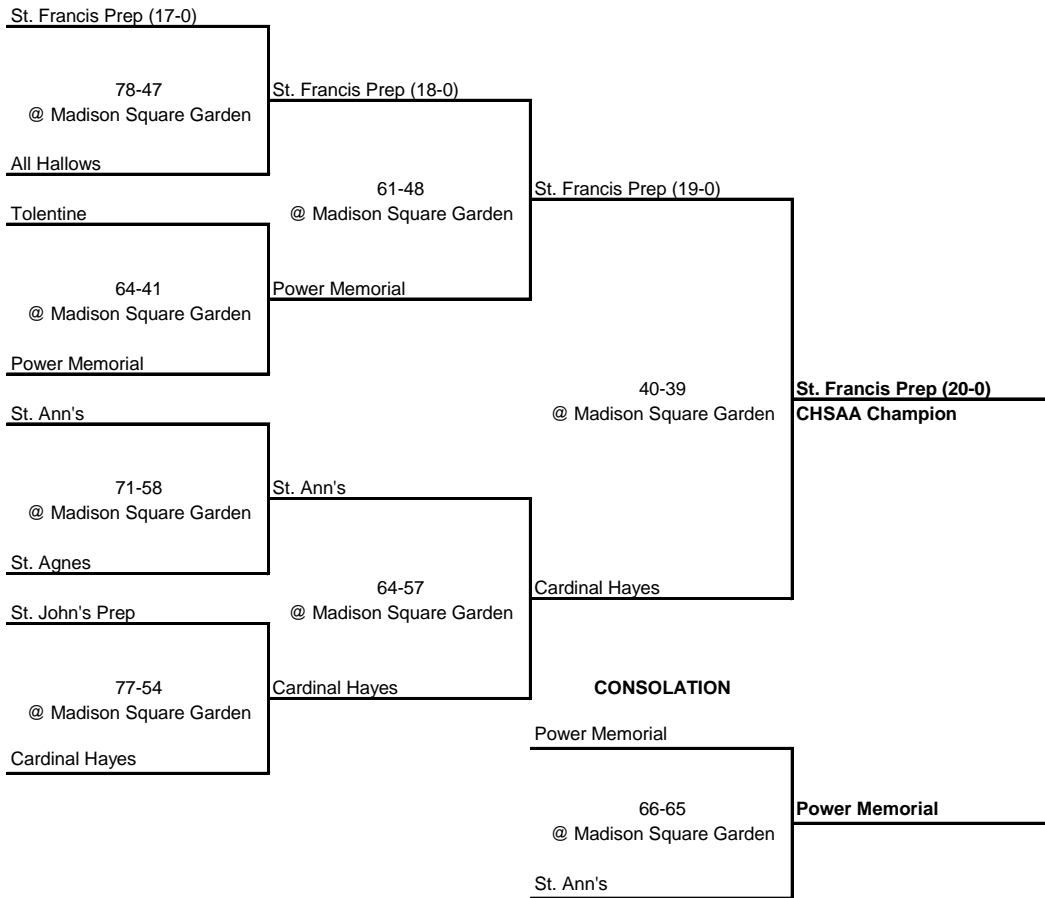 St. Francis Prep (17-0)
78-47
@ Madison Square Garden
All Hallows
Tolentine
64-41
@ Madison Square Garden
Power Memorial
St. Ann's
71-58
@ Madison Square Garden
St. Agnes
St. John's Prep
77-54
@ Madison Square Garden
Cardinal Hayes
St. Francis Prep (18-0)
61-48
@ Madison Square Garden
Power Memorial
St. Ann's
64-57
@ Madison Square Garden
Cardinal Hayes
St. Francis Prep (19-0)
40-39
@ Madison Square Garden
Cardinal Hayes
St. Francis Prep (20-0)
CHSAA Champion
CONSOLATION
Power Memorial
66-65
@ Madison Square Garden
St. Ann's
Power Memorial